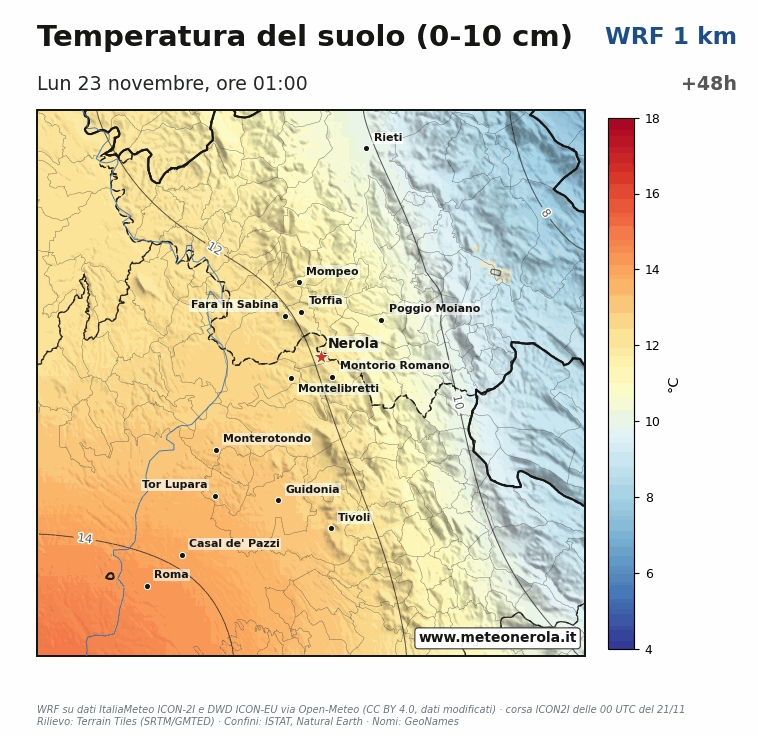 Temperatura del suolo (0-10 cm)
WRF 1 km
Lun 23 novembre, ore 01:00
+48h
Rieti
8
12
Mompeo
Toffia
Fara in Sabina
Poggio Moiano
Nerola
Montorio Romano
Montelibretti
10
Monterotondo
Tor Lupara
Guidonia
Tivoli
14
Casal de' Pazzi
Roma
www.meteonerola.it
18
16
14
12
10
8
6
4
°C
WRF su dati ItaliaMeteo ICON-2I e DWD ICON-EU via Open-Meteo (CC BY 4.0, dati modificati) · corsa ICON2I delle 00 UTC del 21/11
Rilievo: Terrain Tiles (SRTM/GMTED) · Confini: ISTAT, Natural Earth · Nomi: GeoNames